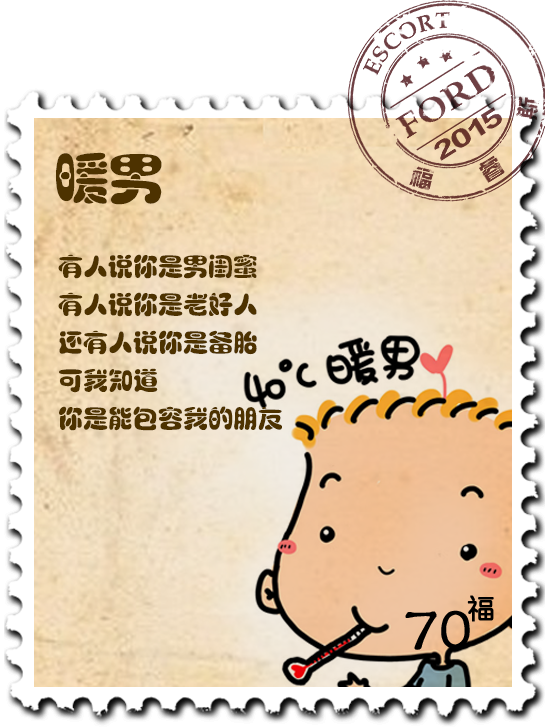 ESCORT
FORD
2015
福睿斯
暖男
有人说你是男闺蜜
有人说你是老好人
还有人说你是备胎
可我知道
你是能包容我的朋友
40℃ 暖男
70福